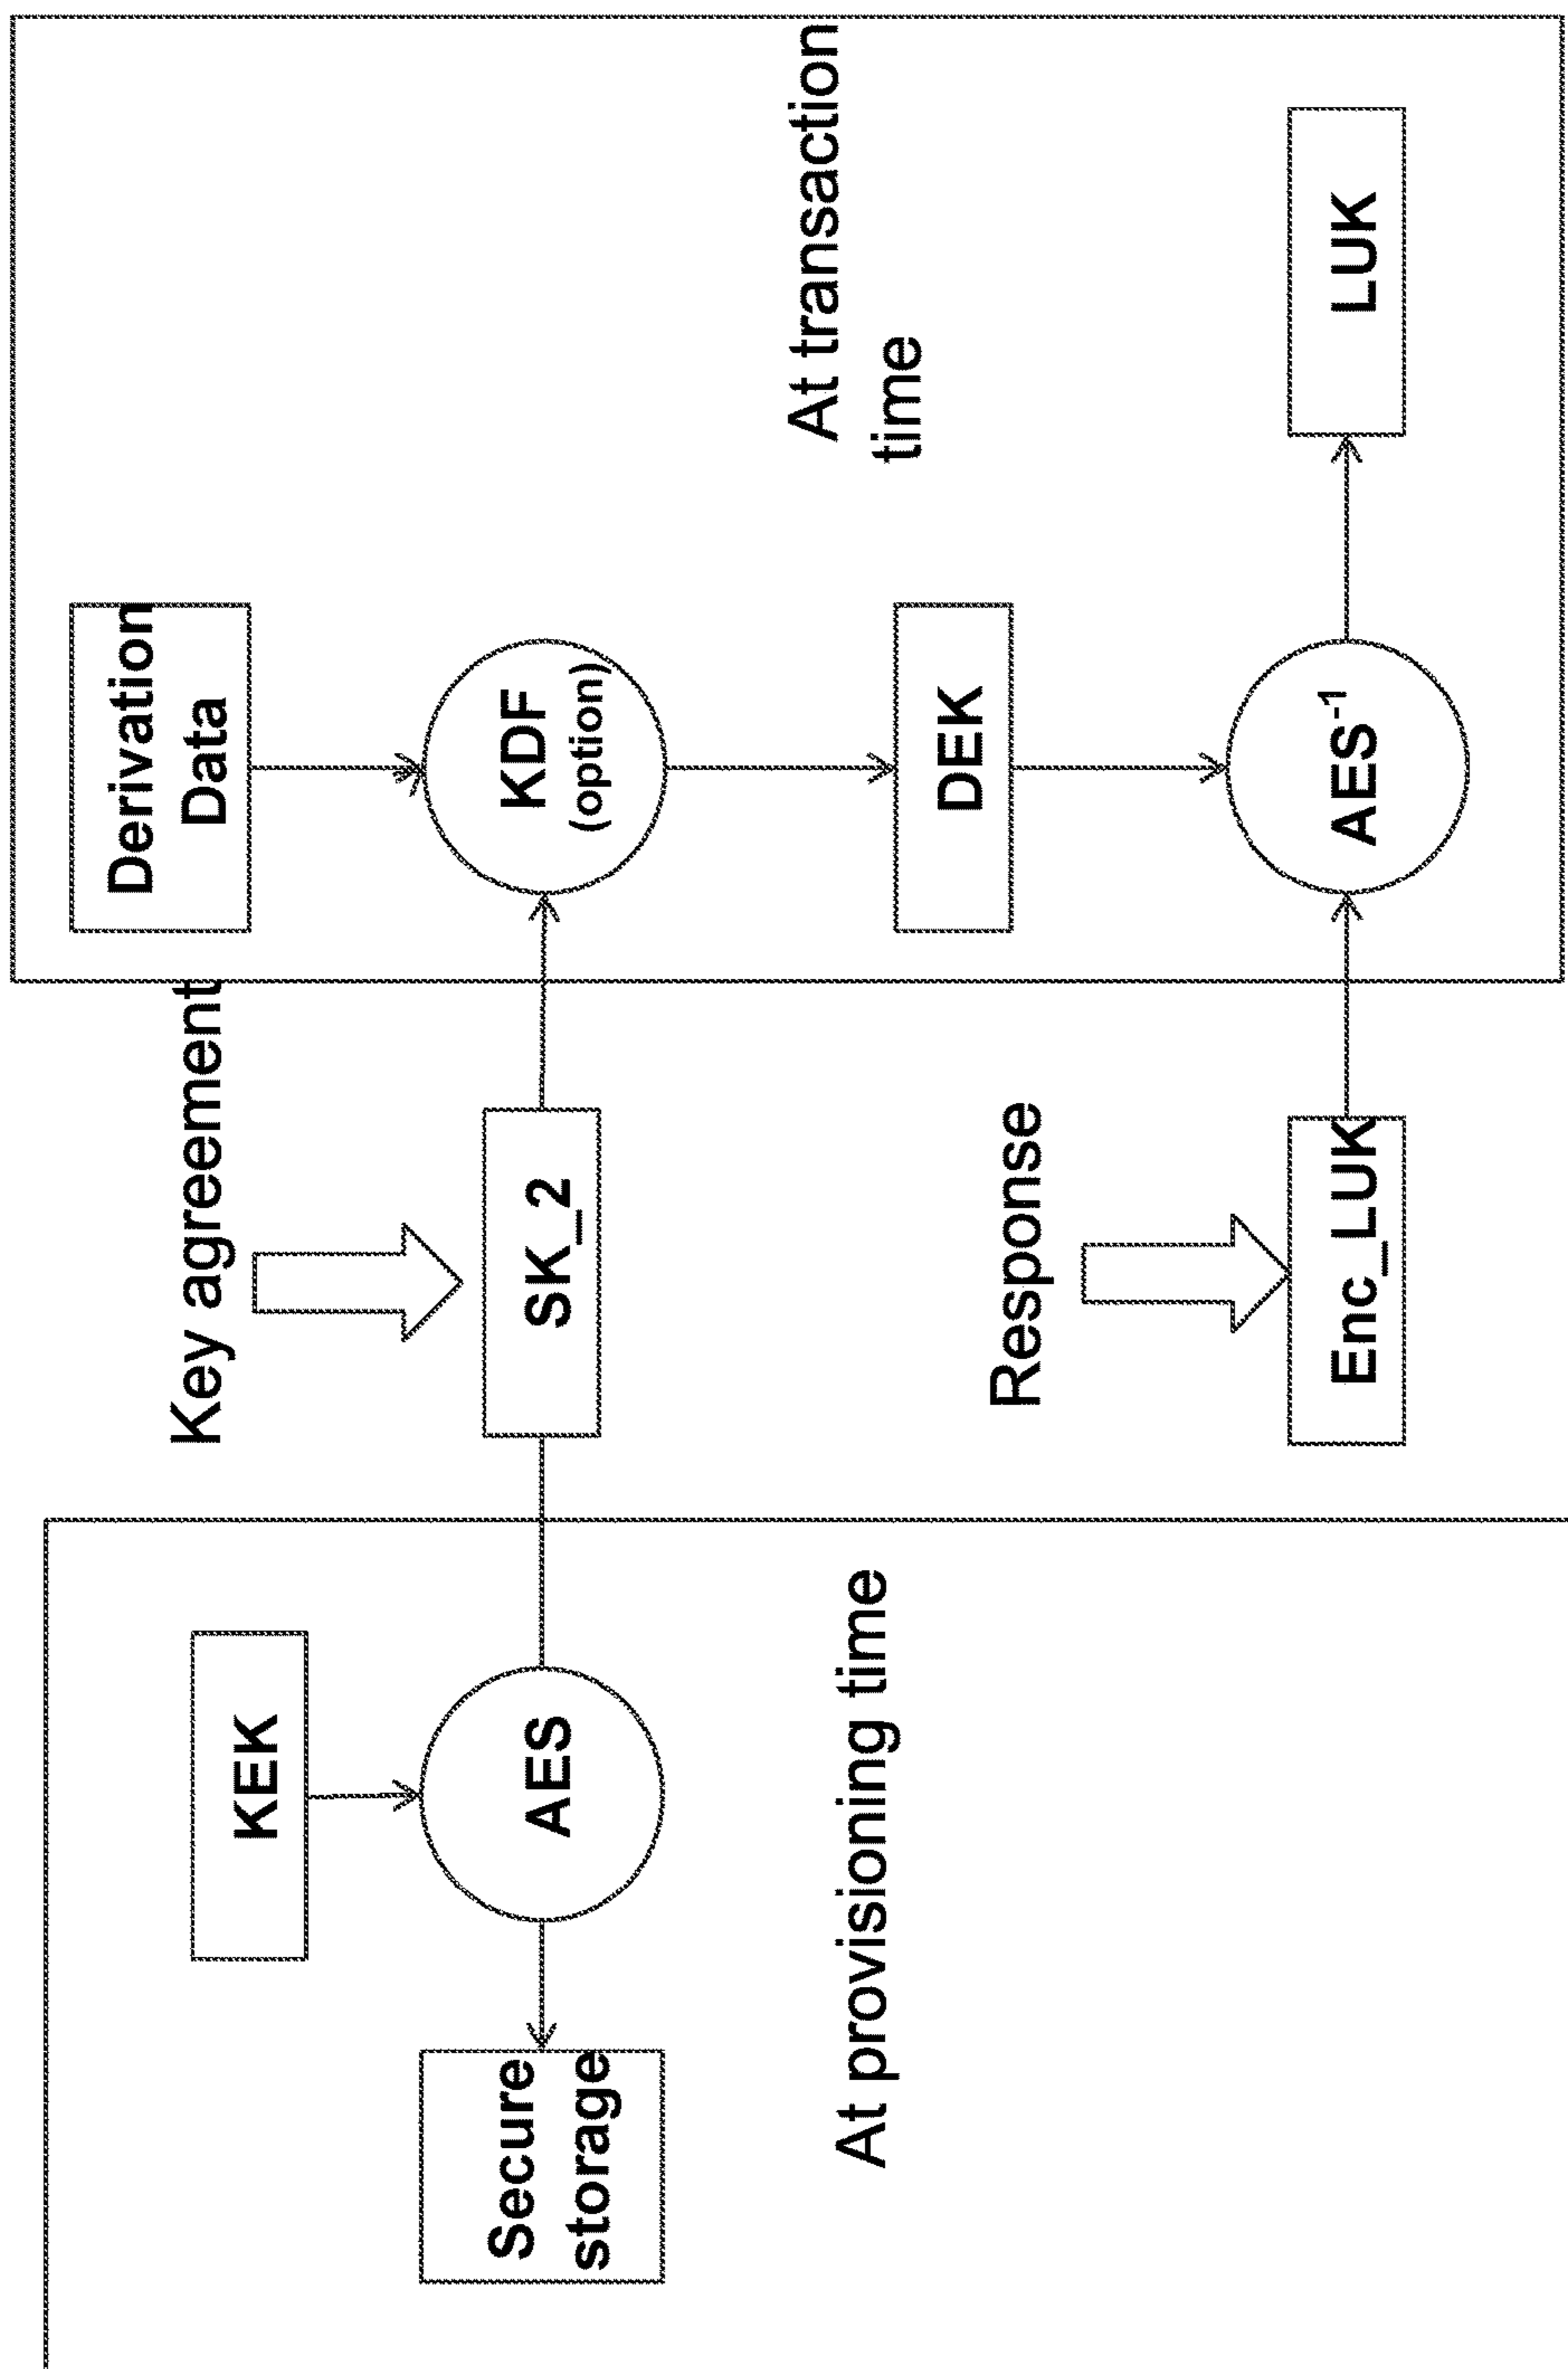 KEK
AES
Secure
storage
At provisioning time
Key agreement
SK_2
Response
Enc_LUK
Derivation
Data
KDF
(option)
DEK
AES-1
At transaction
time
LUK